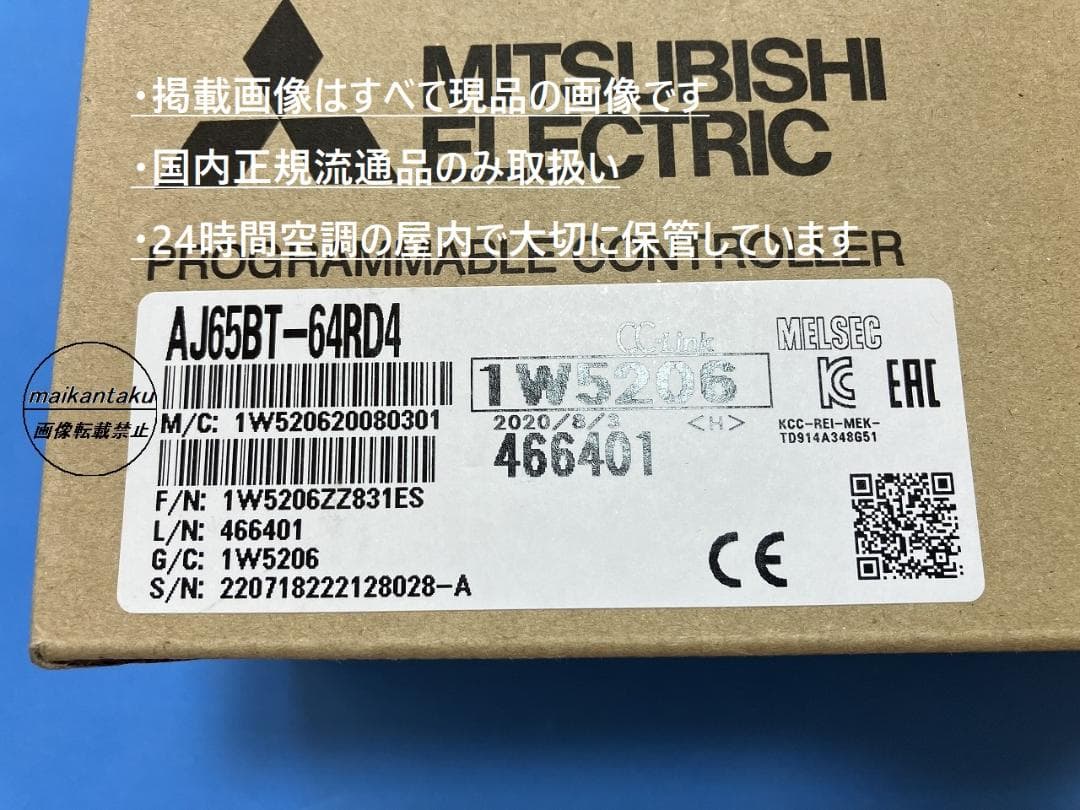 MITSUBISHI
ELECTRIC
PROGRAMMABLE CONTROLLER
・掲載画像はすべて現品の画像です
・国内正規流通品のみ取扱い
・24時間空調の屋内で大切に保管しています
maikantaku
画像転載禁止
AJ65BT-64RD4
CC-Link
MELSEC
1W5206
EAC
M/C: 1W520620080301
2020/8/3 <H>
KCC-REI-MEK-
TD914A348G51
466401
F/N: 1W5206ZZ831ES
L/N: 466401
G/C: 1W5206
S/N: 220718222128028-A
CE